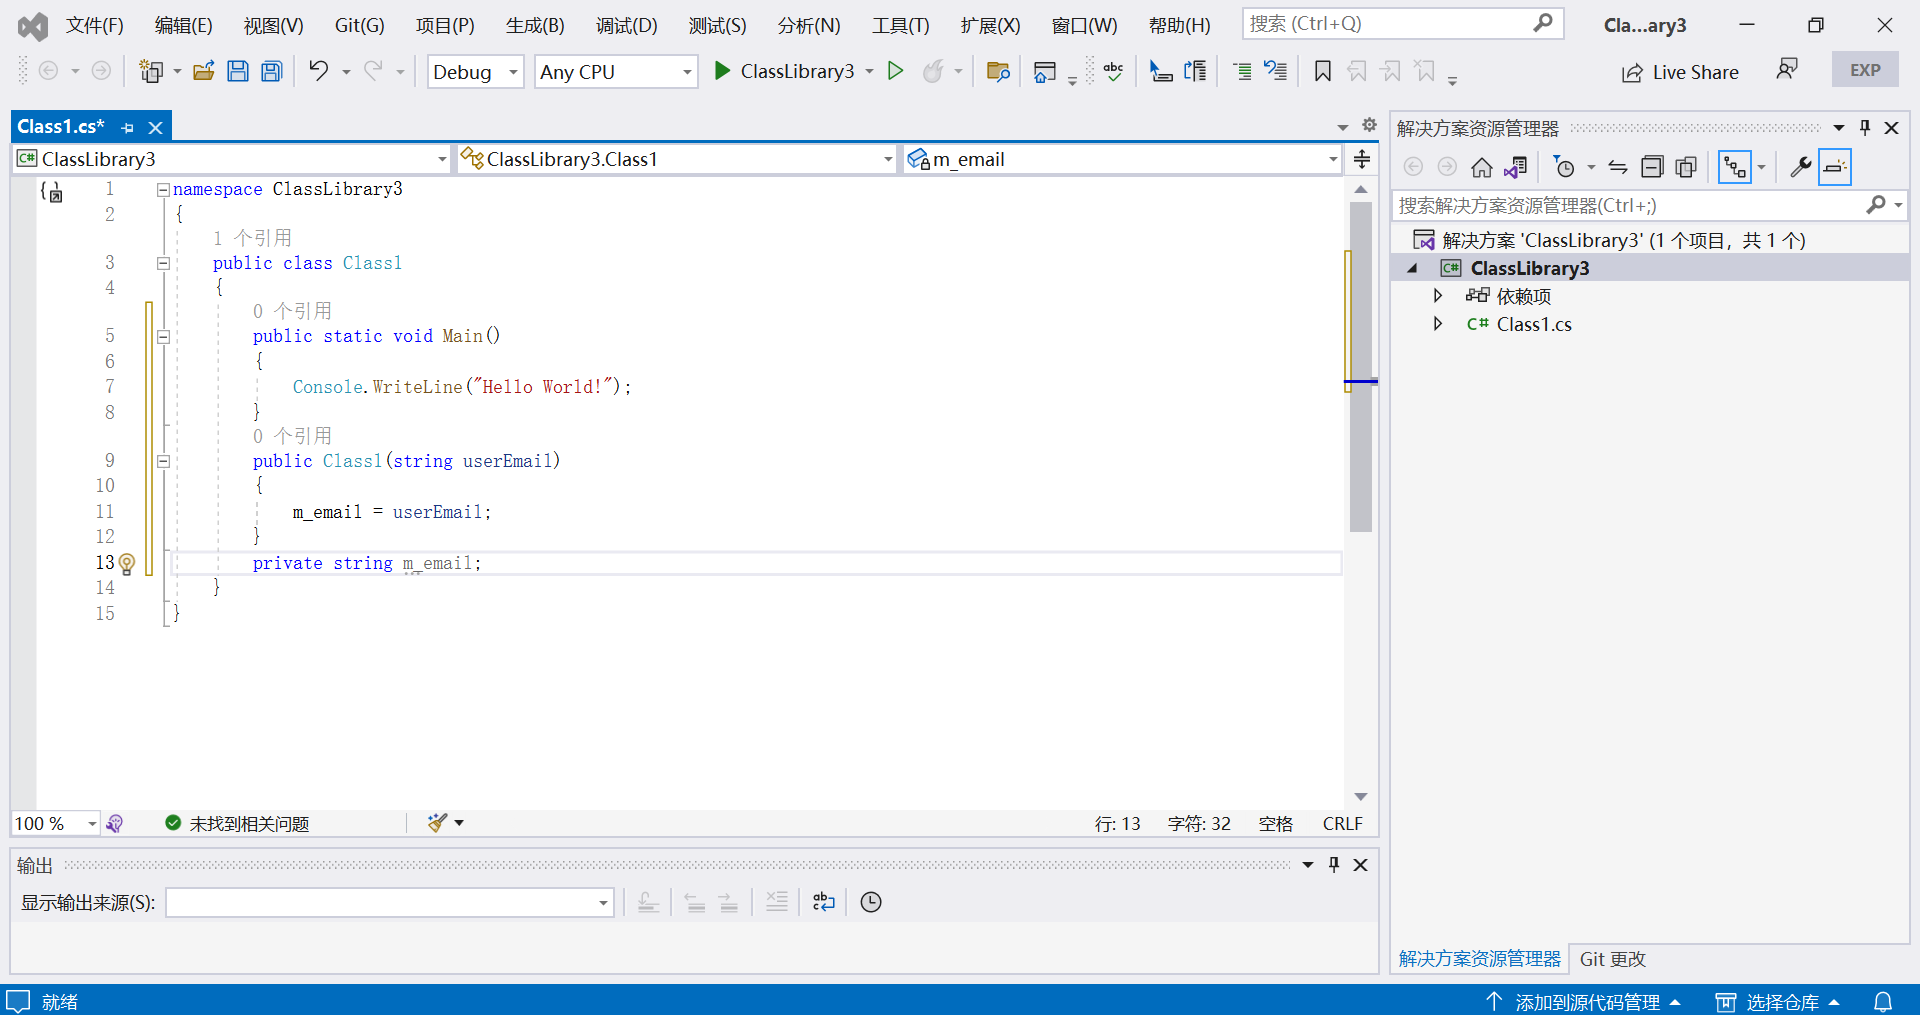 文件(F) 编辑(E) 视图(V) Git(G) 项目(P) 生成(B) 调试(D) 测试(S) 分析(N) 工具(T) 扩展(X) 窗口(W) 帮助(H) 搜索 (Ctrl+Q) Cla...ary3
Debug Any CPU ClassLibrary3 abc Live Share EXP
Class1.cs*
C# ClassLibrary3 ClassLibrary3.Class1 m_email
1 namespace ClassLibrary3
2 {
1 个引用
3 public class Class1
4 {
0 个引用
5 public static void Main()
6 {
7 Console.WriteLine("Hello World!");
8 }
0 个引用
9 public Class1(string userEmail)
10 {
11 m_email = userEmail;
12 }
13 private string m_email;
14 }
15 }
100 % 未找到相关问题 行: 13 字符: 32 空格 CRLF
输出
显示输出来源(S):
解决方案资源管理器
搜索解决方案资源管理器(Ctrl+;)
解决方案 'ClassLibrary3' (1 个项目，共 1 个)
C# ClassLibrary3
依赖项
C# Class1.cs
解决方案资源管理器 Git 更改
就绪 添加到源代码管理 选择仓库